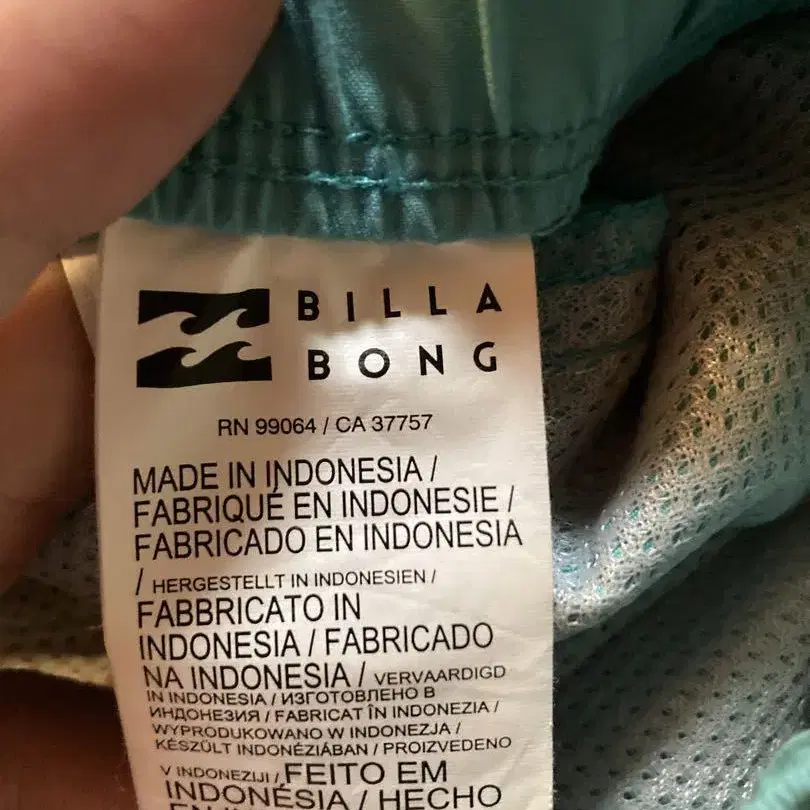 BILLA
BONG
RN 99064 / CA 37757
MADE IN INDONESIA /
FABRIQUÉ EN INDONESIE /
FABRICADO EN INDONESIA
/ HERGESTELLT IN INDONESIEN /
FABBRICATO IN
INDONESIA / FABRICADO
NA INDONESIA / VERVAARDIGD
IN INDONESIA / ИЗГОТОВЛЕНО В
ИНДОНЕЗИЯ / FABRICAT ÎN INDONEZIA /
WYPRODUKOWANO W INDONEZJA /
KÉSZÜLT INDONÉZIÁBAN / PROIZVEDENO
V INDONEZIJI / FEITO EM
INDONÉSIA / HECHO